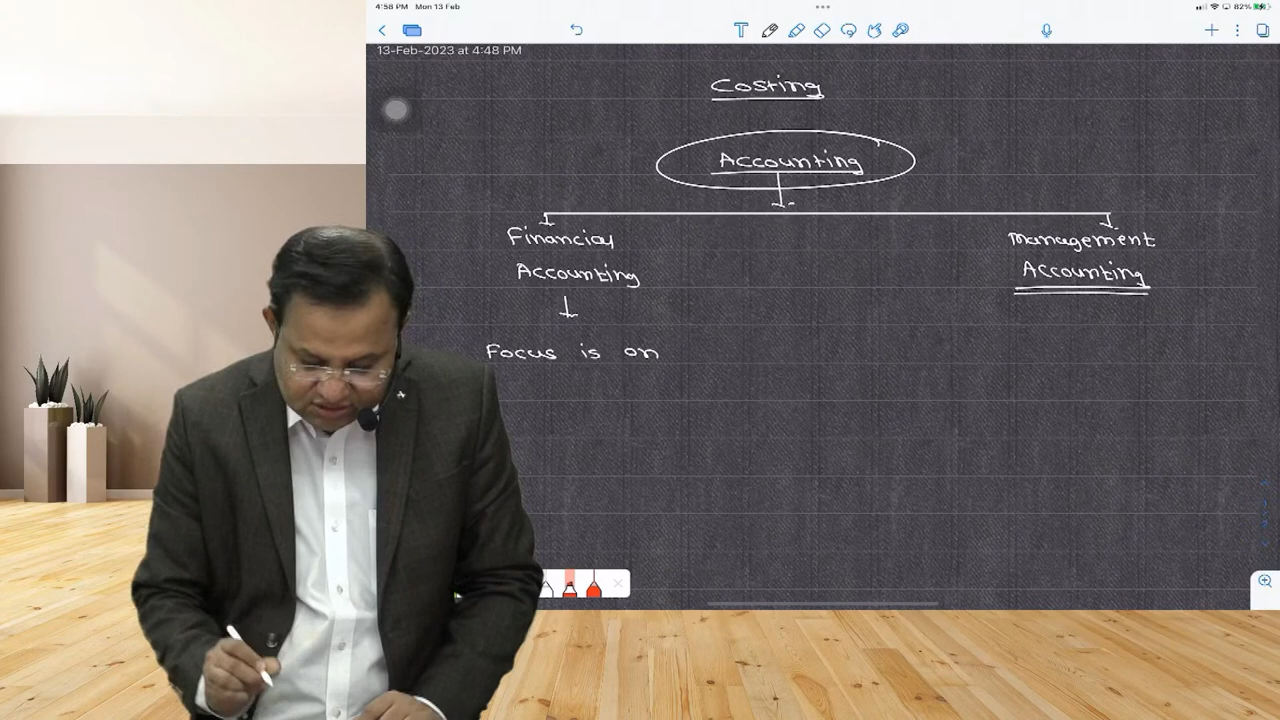 4:58 PM Mon 13 Feb
82%
13-Feb-2023 at 4:48 PM
Costing
Accounting
Financial
Accounting
Management
Accounting
Focus is on